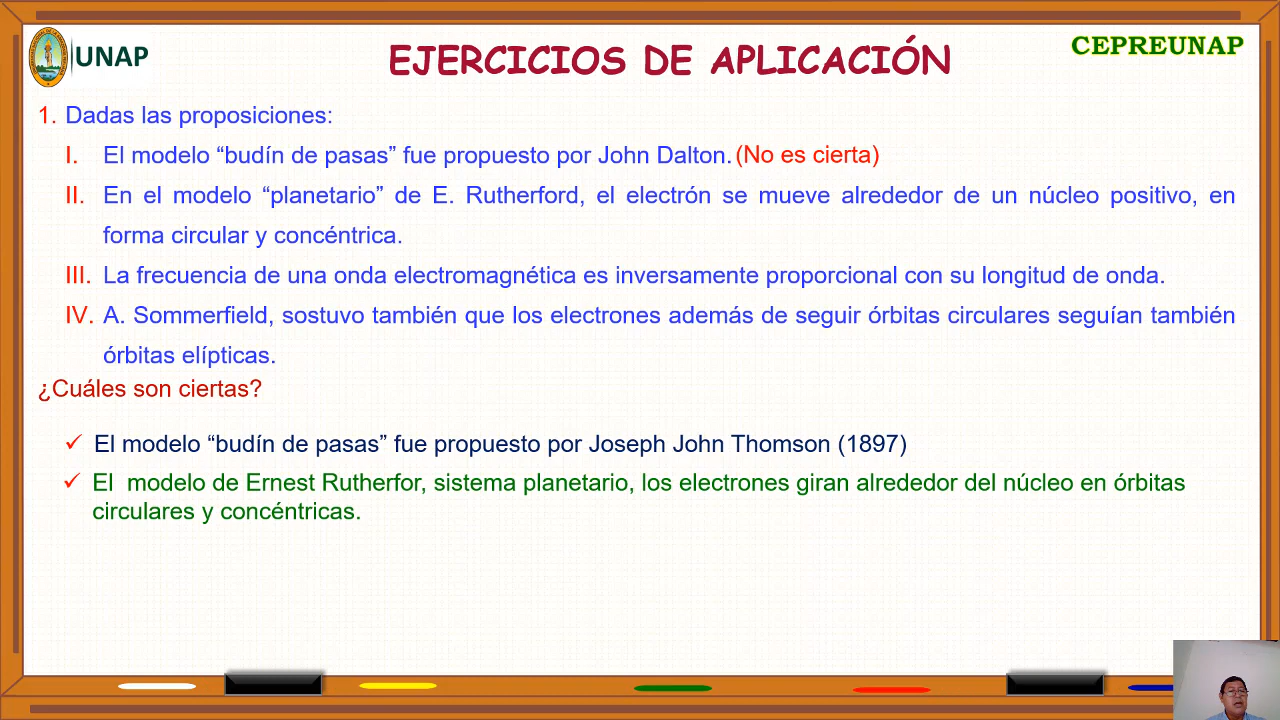 UNAP
EJERCICIOS DE APLICACIÓN
CEPREUNAP
1. Dadas las proposiciones:
I. El modelo “budín de pasas” fue propuesto por John Dalton. (No es cierta)
II. En el modelo “planetario” de E. Rutherford, el electrón se mueve alrededor de un núcleo positivo, en
forma circular y concéntrica.
III. La frecuencia de una onda electromagnética es inversamente proporcional con su longitud de onda.
IV. A. Sommerfield, sostuvo también que los electrones además de seguir órbitas circulares seguían también
órbitas elípticas.
¿Cuáles son ciertas?
✓ El modelo “budín de pasas” fue propuesto por Joseph John Thomson (1897)
✓ El modelo de Ernest Rutherfor, sistema planetario, los electrones giran alrededor del núcleo en órbitas
circulares y concéntricas.